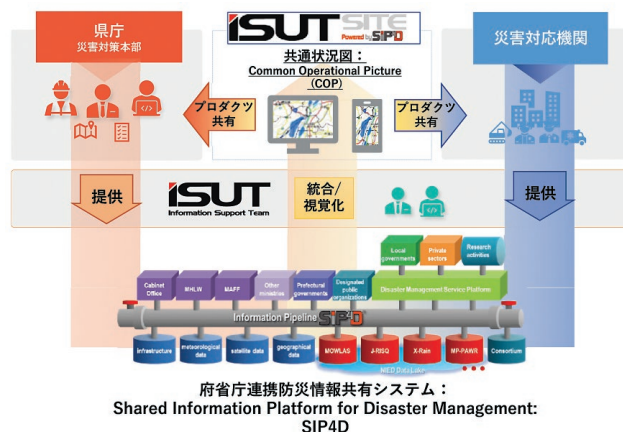 県庁
災害対策本部
iSUT SITE
Powered by SIP4D
災害対応機関
共通状況図：
Common Operational Picture
(COP)
プロダクツ
共有
プロダクツ
共有
提供
iSUT
Information Support Team
統合/
視覚化
提供
Local governments
Private sectors
Research activities
Cabinet Office
MHLW
MAFF
Other ministries
Prefectural governments
Designated public organizations
Disaster Management Service Platform
Information Pipeline SIP4D
infrastructure
meteorological data
satellite data
geographical data
MOWLAS
J-RISQ
X-Rain
MP-PAWR
Consortium
NIED Data Lake
府省庁連携防災情報共有システム：
Shared Information Platform for Disaster Management:
SIP4D